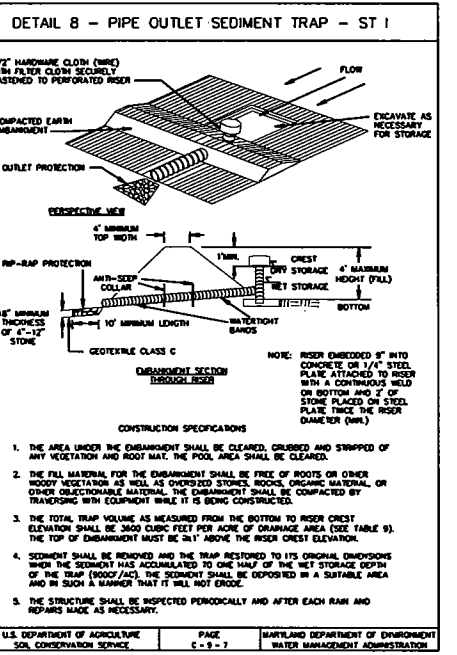 DETAIL 8 - PIPE OUTLET SEDIMENT TRAP - ST I
/2" HARDWARE CLOTH (WIRE)
TH FILTER CLOTH SECURELY
ASTENED TO PERFORATED RISER
FLOW
OMPACTED EARTH
EMBANKMENT
EXCAVATE AS
NECESSARY
FOR STORAGE
OUTLET PROTECTION
PERSPECTIVE VIEW
4' MINIMUM
TOP WIDTH
1'MIN.
CREST
DRY STORAGE
WET STORAGE
4' MAXIMUM
HEIGHT (FILL)
RIP-RAP PROTECTION
ANTI-SEEP
COLLAR
BOTTOM
18" MINIMUM
THICKNESS
OF 4"-12"
STONE
10' MINIMUM LENGTH
WATERTIGHT
BANDS
GEOTEXTILE CLASS C
EMBANKMENT SECTION
THROUGH RISER
NOTE: RISER EMBEDDED 9" INTO
CONCRETE OR 1/4" STEEL
PLATE ATTACHED TO RISER
WITH A CONTINUOUS WELD
ON BOTTOM AND 2' OF
STONE PLACED ON STEEL
PLATE TWICE THE RISER
DIAMETER (MIN.)
CONSTRUCTION SPECIFICATIONS
1. THE AREA UNDER THE EMBANKMENT SHALL BE CLEARED, GRUBBED AND STRIPPED OF
ANY VEGETATION AND ROOT MAT. THE POOL AREA SHALL BE CLEARED.
2. THE FILL MATERIAL FOR THE EMBANKMENT SHALL BE FREE OF ROOTS OR OTHER
WOODY VEGETATION AS WELL AS OVERSIZED STONES, ROCKS, ORGANIC MATERIAL, OR
OTHER OBJECTIONABLE MATERIAL. THE EMBANKMENT SHALL BE COMPACTED BY
TRAVERSING WITH EQUIPMENT WHILE IT IS BEING CONSTRUCTED.
3. THE TOTAL TRAP VOLUME AS MEASURED FROM THE BOTTOM TO RISER CREST
ELEVATION SHALL BE 3600 CUBIC FEET PER ACRE OF DRAINAGE AREA (SEE TABLE 9).
THE TOP OF EMBANKMENT MUST BE ABOVE THE RISER CREST ELEVATION.
4. SEDIMENT SHALL BE REMOVED AND THE TRAP RESTORED TO ITS ORIGINAL DIMENSIONS
WHEN THE SEDIMENT HAS ACCUMULATED TO ONE HALF OF THE WET STORAGE DEPTH
OF THE TRAP (900CF/AC). THE SEDIMENT SHALL BE DEPOSITED IN A SUITABLE AREA
AND IN SUCH A MANNER THAT IT WILL NOT ERODE.
5. THE STRUCTURE SHALL BE INSPECTED PERIODICALLY AND AFTER EACH RAIN AND
REPAIRS MADE AS NECESSARY.
U.S. DEPARTMENT OF AGRICULTURE
SOIL CONSERVATION SERVICE
PAGE
C - 9 - 7
MARYLAND DEPARTMENT OF ENVIRONMENT
WATER MANAGEMENT ADMINISTRATION